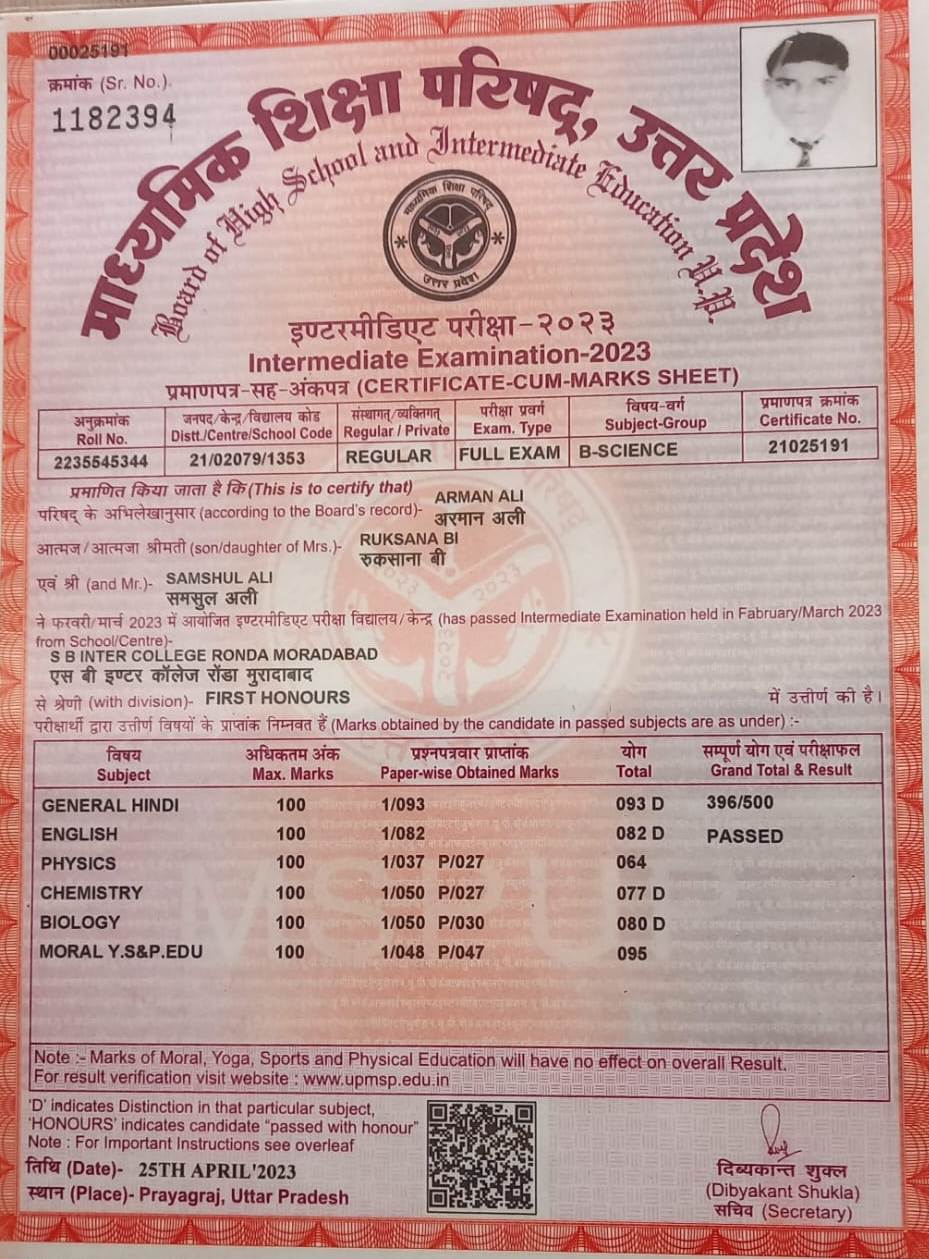 00025191
क्रमांक (Sr. No.)
1182394
माध्यमिक शिक्षा परिषद्, उत्तर प्रदेश
Board of High School and Intermediate Education U.P.
माध्यमिक शिक्षा परिषद्
उत्तर प्रदेश
इण्टरमीडिएट परीक्षा-२०२३
Intermediate Examination-2023
प्रमाणपत्र-सह-अंकपत्र (CERTIFICATE-CUM-MARKS SHEET)
अनुक्रमांक जनपद/केन्द्र/विद्यालय कोड संस्थागत/व्यक्तिगत् परीक्षा प्रवर्ग विषय-वर्ग प्रमाणपत्र क्रमांक
Roll No. Distt./Centre/School Code Regular / Private Exam. Type Subject-Group Certificate No.
2235545344 21/02079/1353 REGULAR FULL EXAM B-SCIENCE 21025191
प्रमाणित किया जाता है कि (This is to certify that)
परिषद के अभिलेखानुसार (according to the Board's record)- ARMAN ALI
अरमान अली
आत्मज/आत्मजा श्रीमती (son/daughter of Mrs.)- RUKSANA BI
रुकसाना बी
एवं श्री (and Mr.)- SAMSHUL ALI
समसुल अली
ने फरवरी/मार्च 2023 में आयोजित इण्टरमीडिएट परीक्षा विद्यालय/केन्द्र (has passed Intermediate Examination held in Fabruary/March 2023
from School/Centre)-
S B INTER COLLEGE RONDA MORADABAD
एस बी इण्टर कॉलेज रोंडा मुरादाबाद
से श्रेणी (with division)- FIRST HONOURS में उत्तीर्ण की है।
परीक्षार्थी द्वारा उत्तीर्ण विषयों के प्राप्तांक निम्नवत हैं (Marks obtained by the candidate in passed subjects are as under) :-
विषय अधिकतम अंक प्रश्नपत्रवार प्राप्तांक योग सम्पूर्ण योग एवं परीक्षाफल
Subject Max. Marks Paper-wise Obtained Marks Total Grand Total & Result
GENERAL HINDI 100 1/093 093 D 396/500
ENGLISH 100 1/082 082 D PASSED
PHYSICS 100 1/037 P/027 064
CHEMISTRY 100 1/050 P/027 077 D
BIOLOGY 100 1/050 P/030 080 D
MORAL Y.S&P.EDU 100 1/048 P/047 095
Note :- Marks of Moral, Yoga, Sports and Physical Education will have no effect on overall Result.
For result verification visit website : www.upmsp.edu.in
'D' indicates Distinction in that particular subject,
'HONOURS' indicates candidate "passed with honour"
Note : For Important Instructions see overleaf
तिथि (Date)- 25TH APRIL'2023
स्थान (Place)- Prayagraj, Uttar Pradesh
दिब्यकान्त शुक्ल
(Dibyakant Shukla)
सचिव (Secretary)